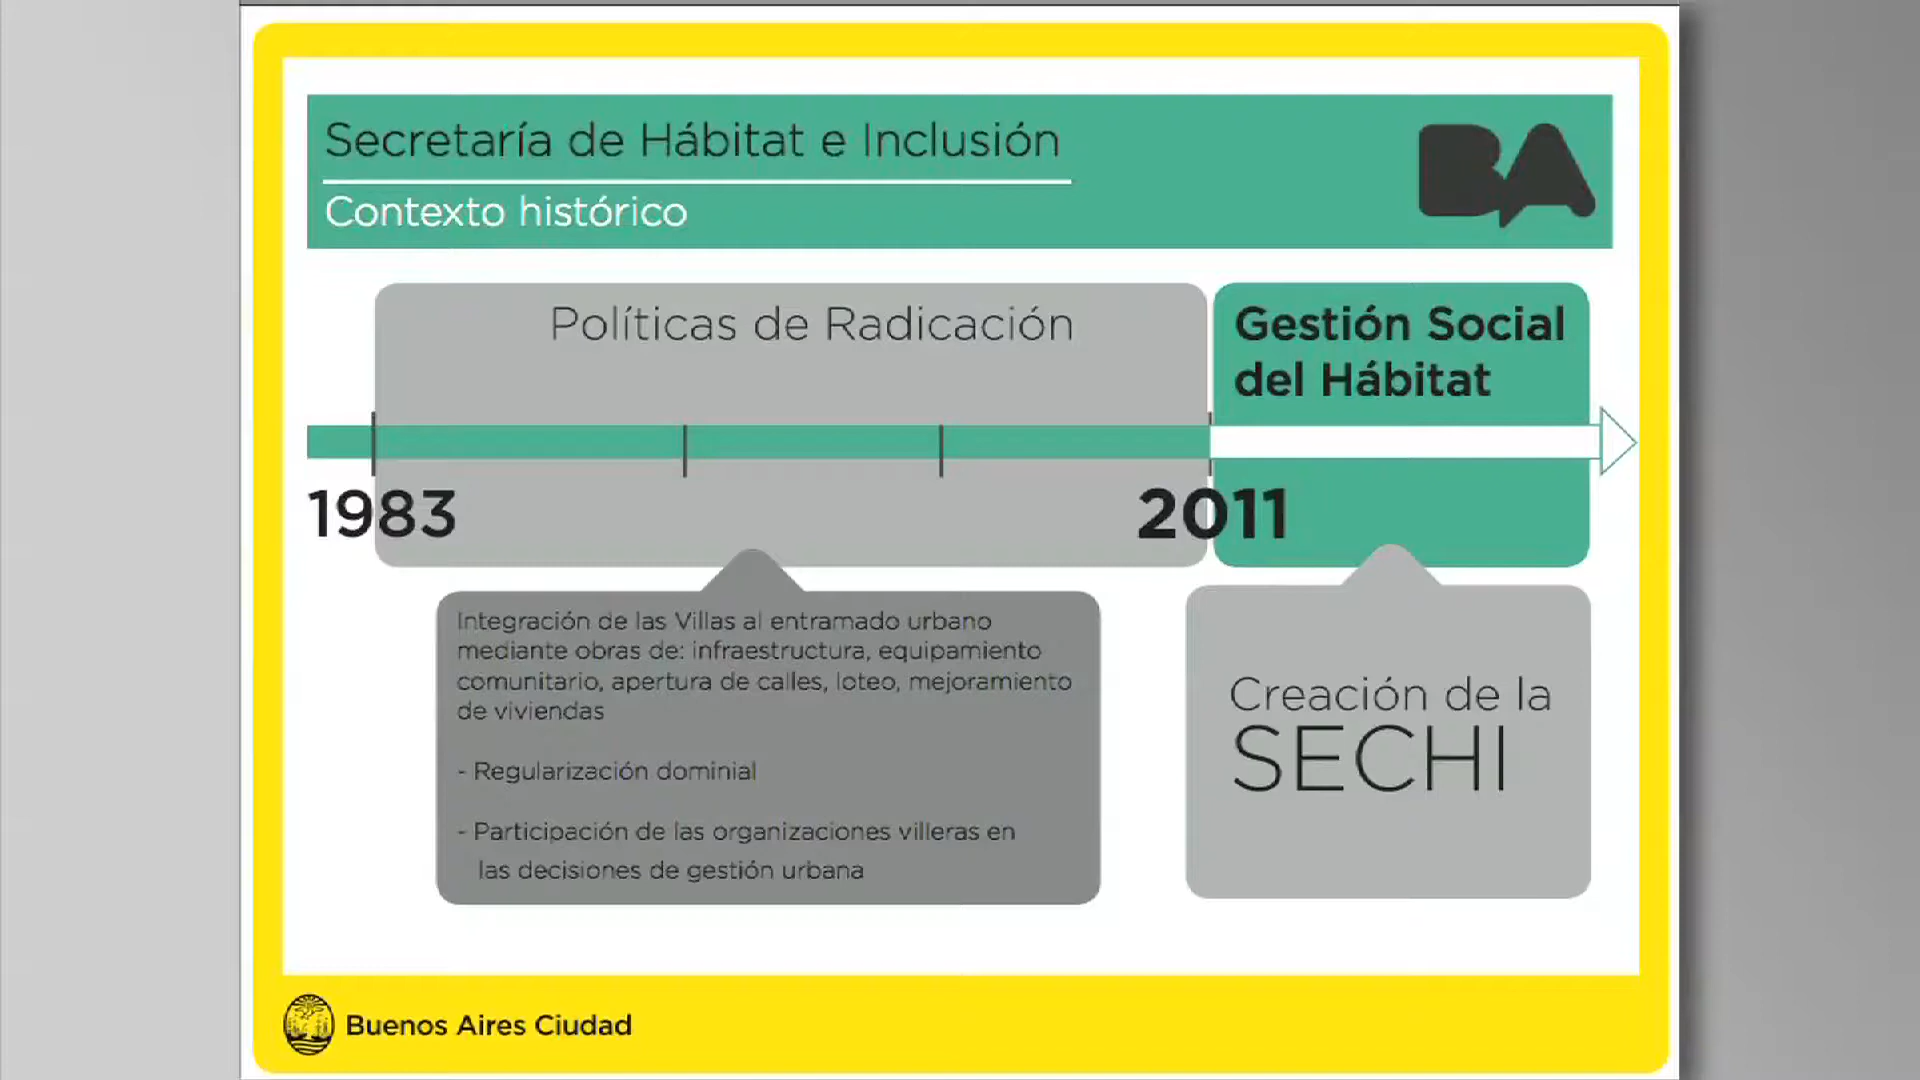 Secretaría de Hábitat e Inclusión
Contexto histórico
BA
Políticas de Radicación
Gestión Social
del Hábitat
1983
2011
Integración de las Villas al entramado urbano
mediante obras de: infraestructura, equipamiento
comunitario, apertura de calles, loteo, mejoramiento
de viviendas
- Regularización dominial
- Participación de las organizaciones villeras en
las decisiones de gestión urbana
Creación de la
SECHI
Buenos Aires Ciudad